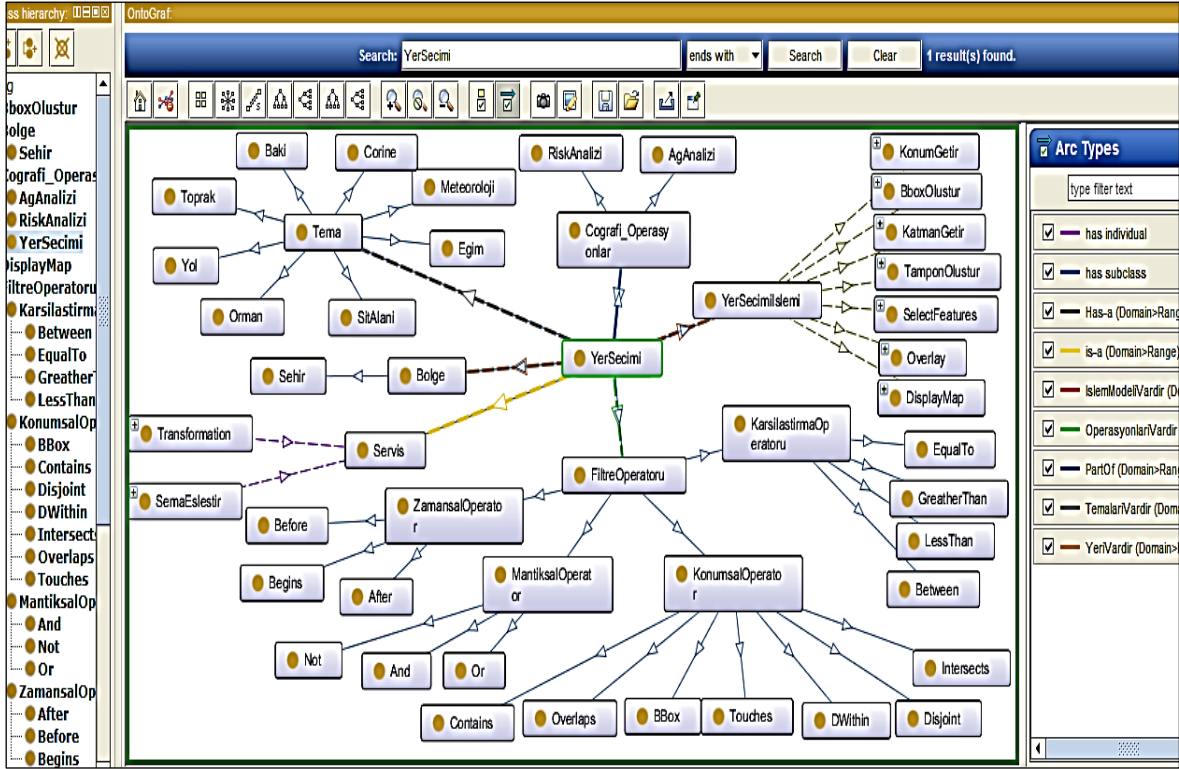 ss hierarchy:
OntoGraf:
Search: YerSecimi ends with Search Clear 1 result(s) found.
g
BboxOlustur
Bolge
Sehir
Cografi_Operas
AgAnalizi
RiskAnalizi
YerSecimi
DisplayMap
FiltreOperatoru
Karsilastirma
Between
EqualTo
GreatherT
LessThan
KonumsalOp
BBox
Contains
Disjoint
DWithin
Intersects
Overlaps
Touches
MantiksalOp
And
Not
Or
ZamansalOp
After
Before
Begins
Baki
Corine
Toprak
Meteoroloji
Tema
Yol
Egim
Orman
SitAlani
RiskAnalizi
AgAnalizi
Cografi_Operasy
onlar
KonumGetir
BboxOlustur
KatmanGetir
TamponOlustur
YerSecimiIslemi
SelectFeatures
Overlay
DisplayMap
YerSecimi
Sehir
Bolge
Transformation
Servis
SemaEslestir
FiltreOperatoru
KarsilastirmaOp
eratoru
EqualTo
GreatherThan
LessThan
Between
ZamansalOperato
r
Before
Begins
After
MantiksalOperat
or
Not
And
Or
KonumsalOperato
r
Contains
Overlaps
BBox
Touches
DWithin
Disjoint
Intersects
Arc Types
type filter text
has individual
has subclass
Has-a (Domain>Rang
is-a (Domain>Range)
IslemModeliVardir (Do
OperasyonlariVardir
PartOf (Domain>Rang
TemalariVardir (Doma
YeriVardir (Domain>